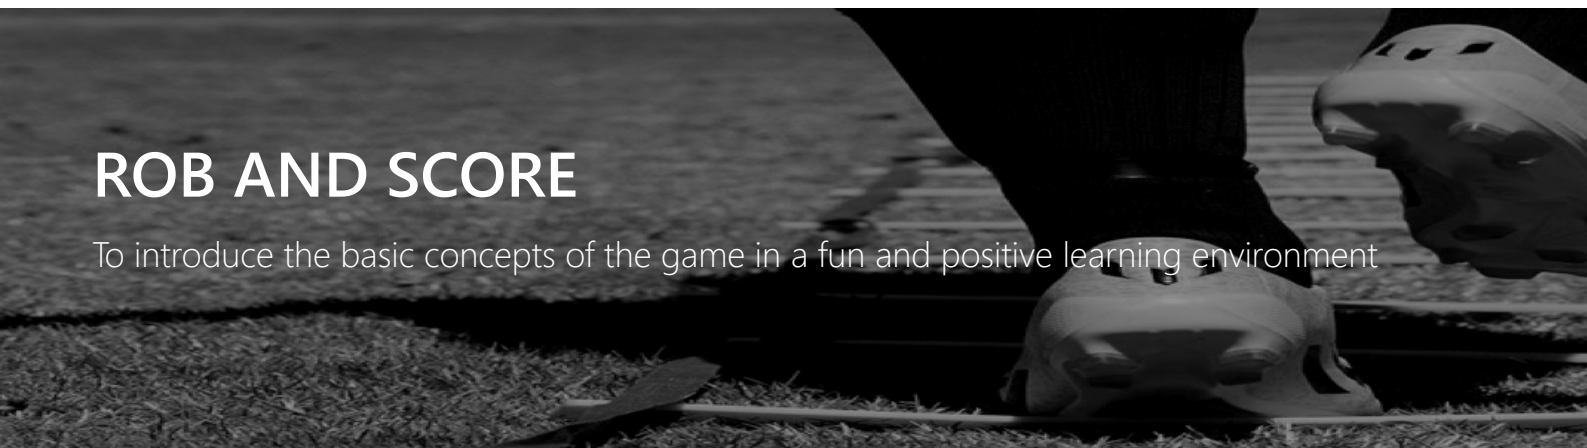 ROB AND SCORE
To introduce the basic concepts of the game in a fun and positive learning environment